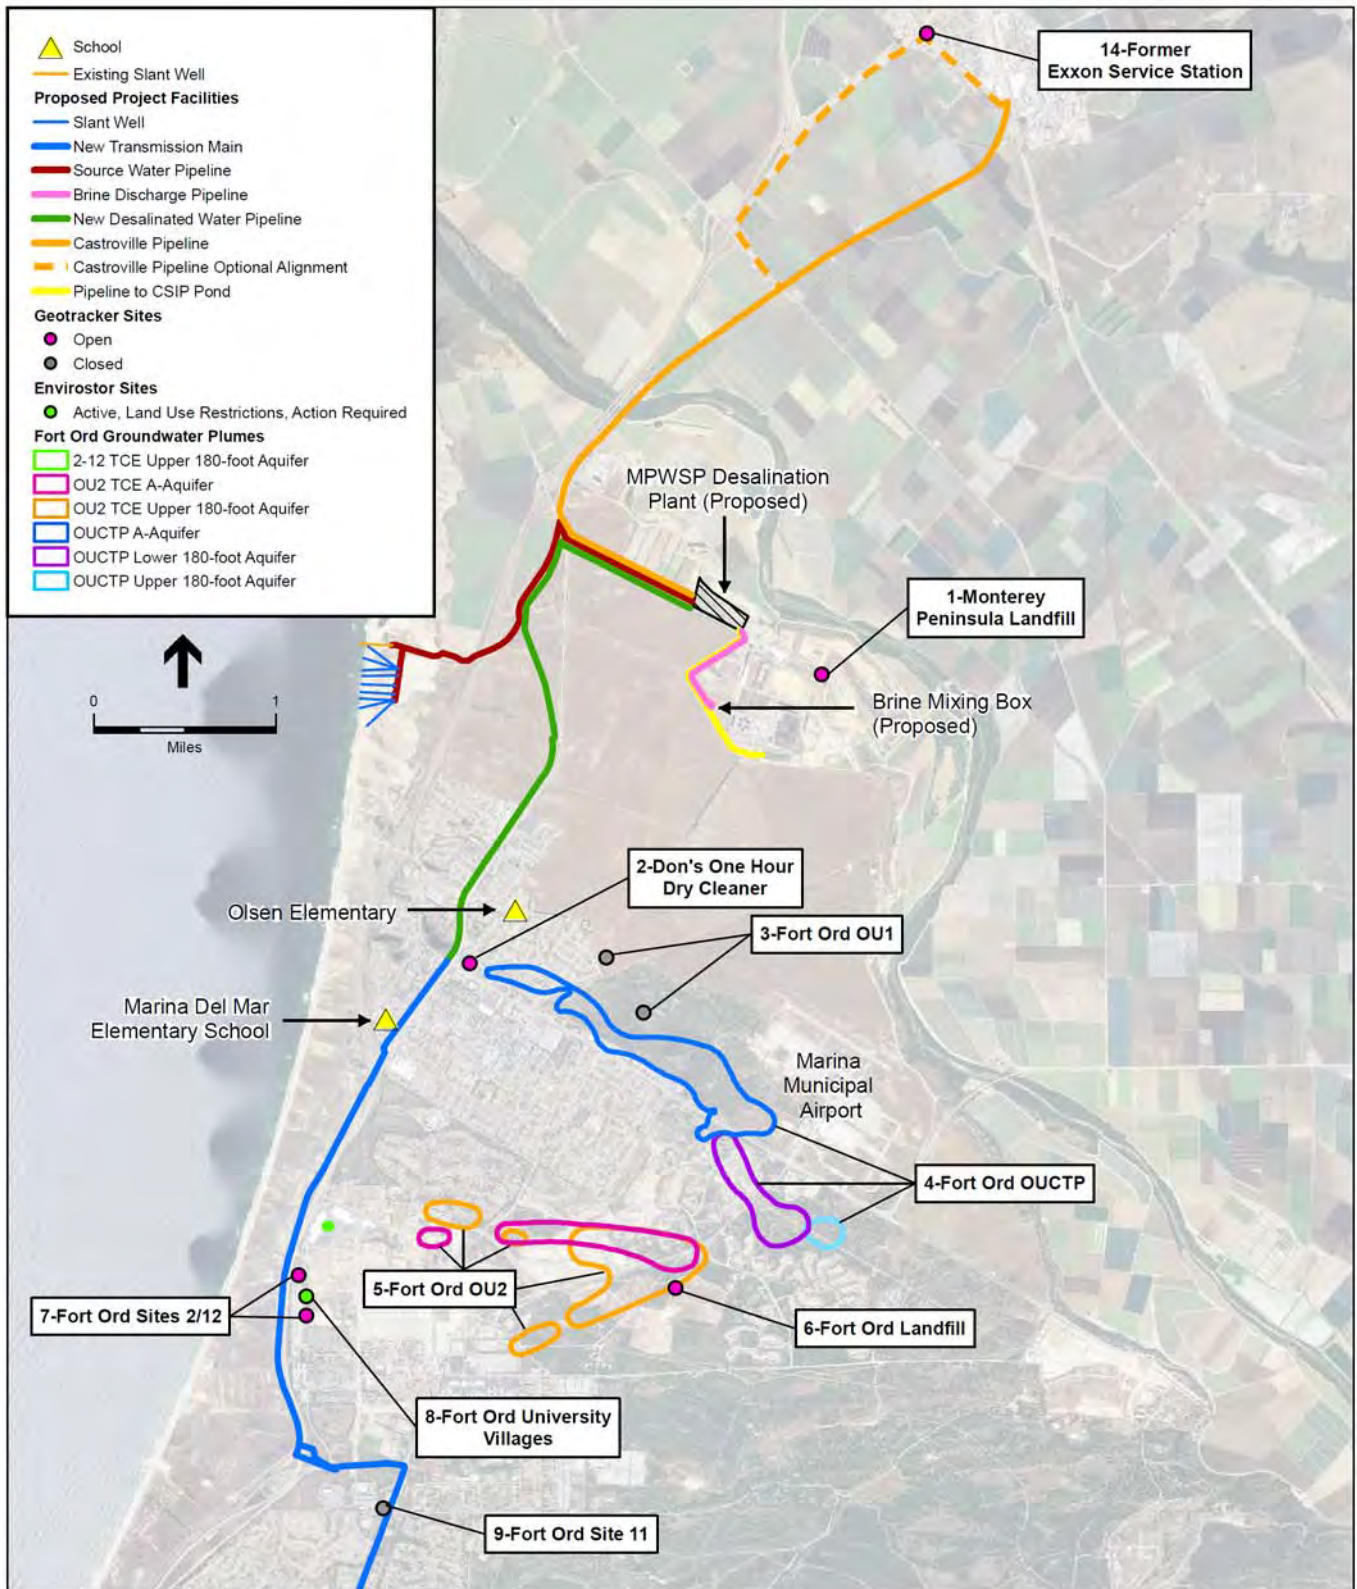 School
Existing Slant Well
Proposed Project Facilities
Slant Well
New Transmission Main
Source Water Pipeline
Brine Discharge Pipeline
New Desalinated Water Pipeline
Castroville Pipeline
Castroville Pipeline Optional Alignment
Pipeline to CSIP Pond
Geotracker Sites
Open
Closed
Envirostor Sites
Active, Land Use Restrictions, Action Required
Fort Ord Groundwater Plumes
2-12 TCE Upper 180-foot Aquifer
OU2 TCE A-Aquifer
OU2 TCE Upper 180-foot Aquifer
OUCTP A-Aquifer
OUCTP Lower 180-foot Aquifer
OUCTP Upper 180-foot Aquifer
0 1
Miles
14-Former
Exxon Service Station
MPWSP Desalination
Plant (Proposed)
1-Monterey
Peninsula Landfill
Brine Mixing Box
(Proposed)
2-Don's One Hour
Dry Cleaner
Olsen Elementary
3-Fort Ord OU1
Marina Del Mar
Elementary School
Marina
Municipal
Airport
4-Fort Ord OUCTP
5-Fort Ord OU2
7-Fort Ord Sites 2/12
6-Fort Ord Landfill
8-Fort Ord University
Villages
9-Fort Ord Site 11